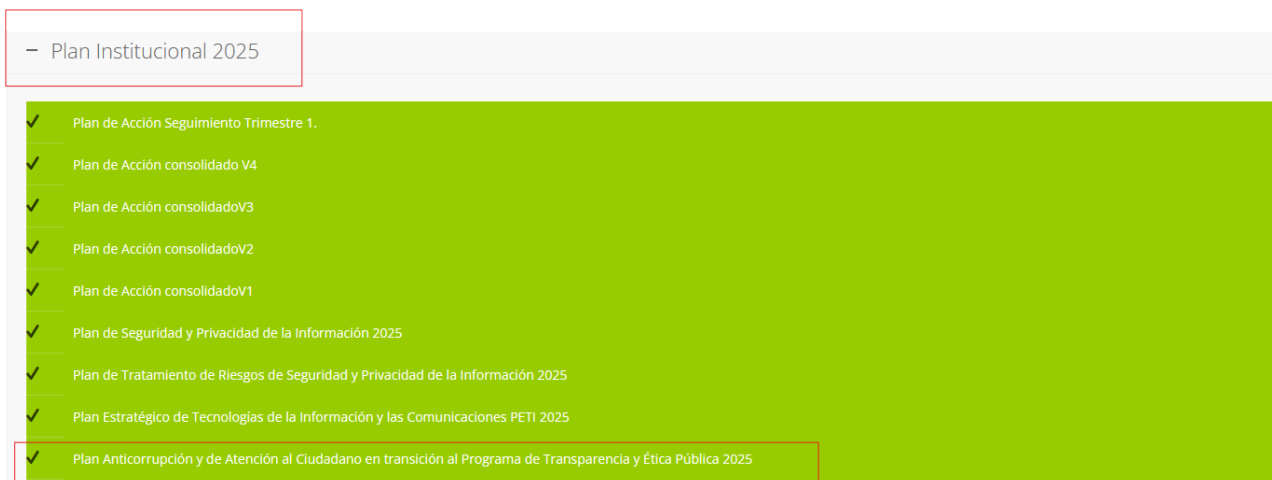 Plan Institucional 2025
Plan de Acción Seguimiento Trimestre 1.
Plan de Acción consolidado V4
Plan de Acción consolidadoV3
Plan de Acción consolidadoV2
Plan de Acción consolidadoV1
Plan de Seguridad y Privacidad de la Información 2025
Plan de Tratamiento de Riesgos de Seguridad y Privacidad de la Información 2025
Plan Estratégico de Tecnologías de la Información y las Comunicaciones PETI 2025
Plan Anticorrupción y de Atención al Ciudadano en transición al Programa de Transparencia y Ética Pública 2025